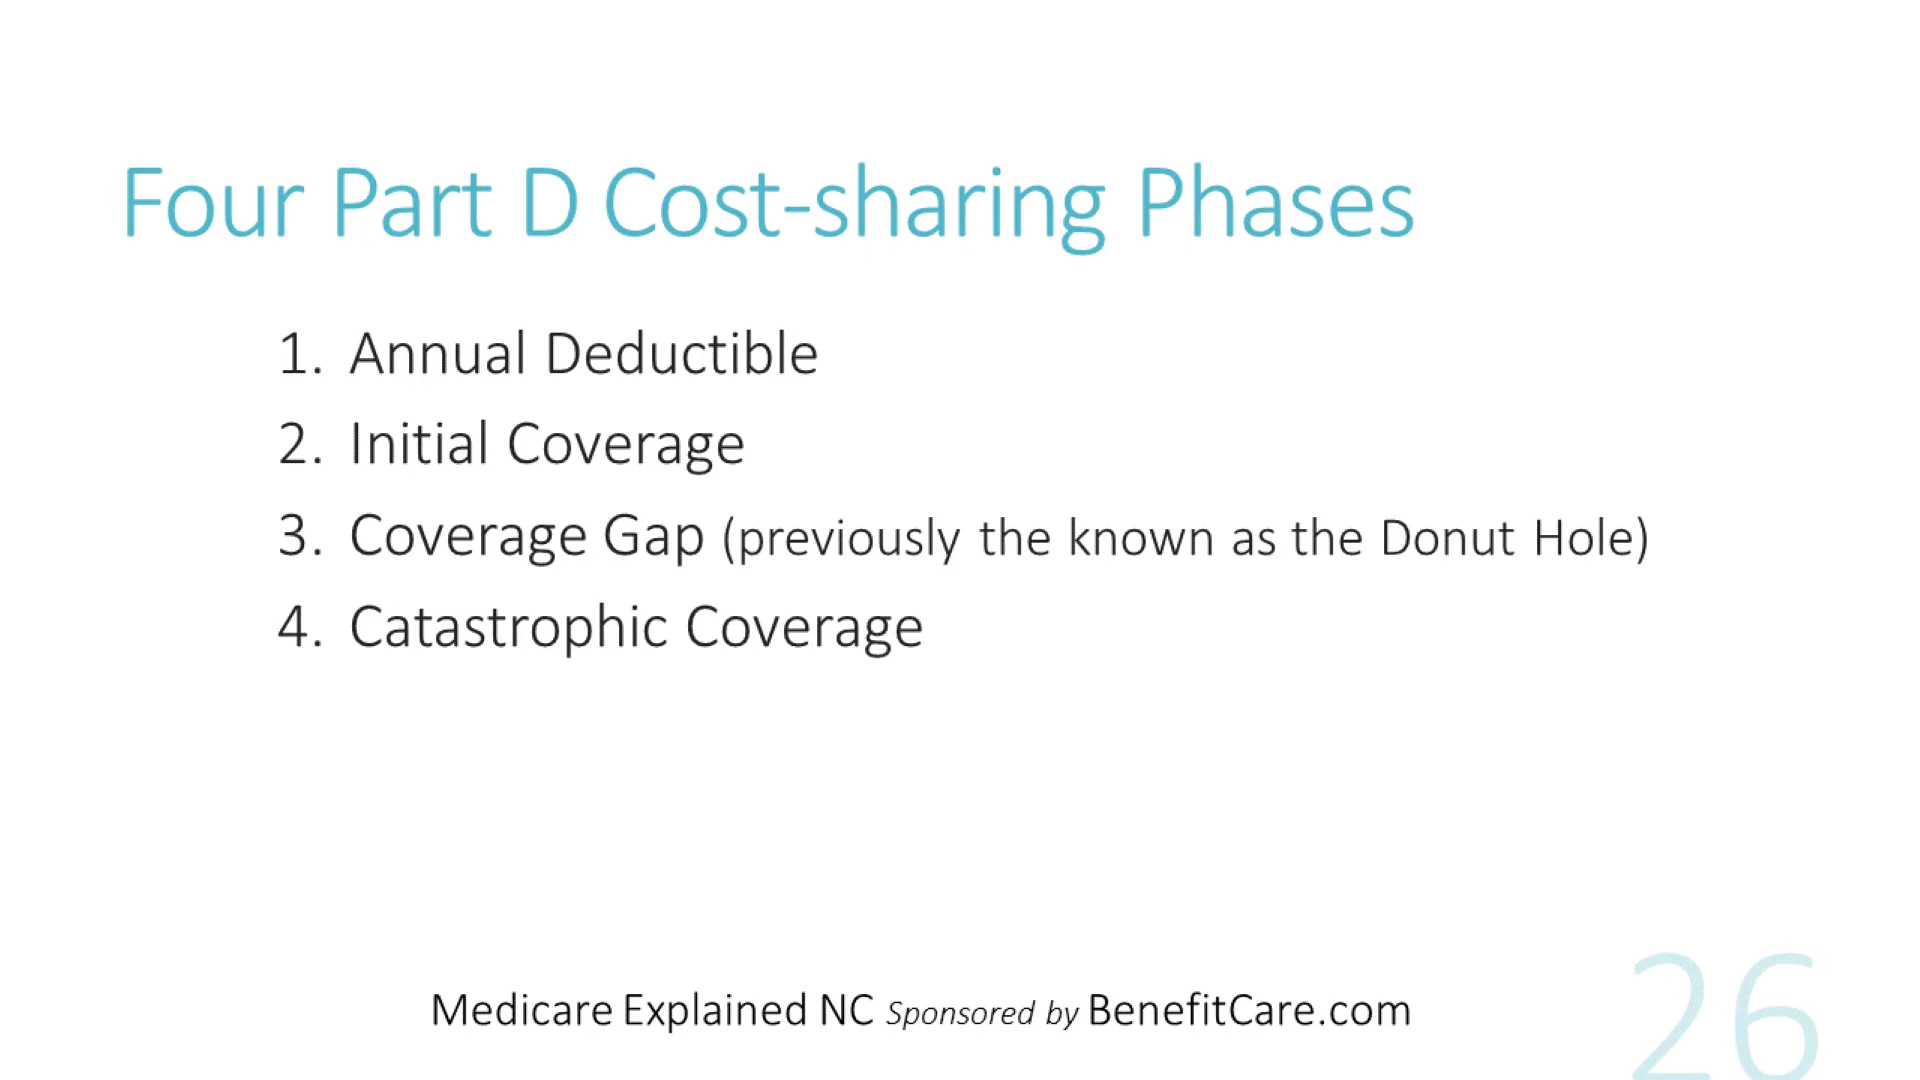 Four Part D Cost-sharing Phases
1. Annual Deductible
2. Initial Coverage
3. Coverage Gap (previously the known as the Donut Hole)
4. Catastrophic Coverage
Medicare Explained NC Sponsored by BenefitCare.com
26